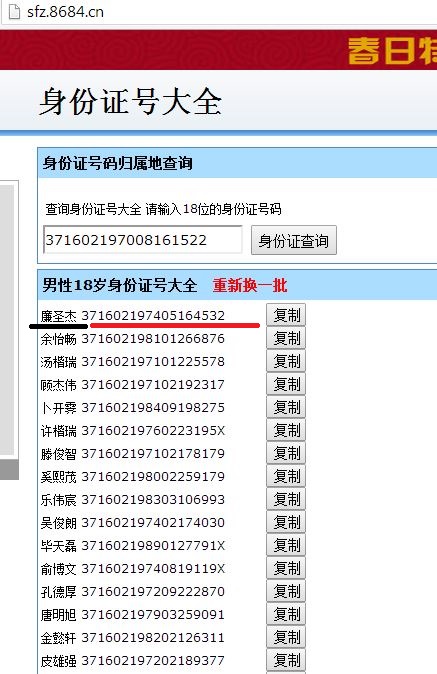 sfz.8684.cn
春日特
身份证号大全
身份证号码归属地查询
查询身份证号大全 请输入18位的身份证号码
371602197008161522 身份证查询
男性18岁身份证号大全 重新换一批
廉圣杰 371602197405164532 复制
余怡畅 371602198101266876 复制
汤楷瑞 371602197101225578 复制
顾杰伟 371602197102192317 复制
卜开霁 371602198409198275 复制
许楷瑞 37160219760223195X 复制
滕俊智 371602197102178179 复制
奚熙茂 371602198002259179 复制
乐伟宸 371602198303106993 复制
吴俊朗 371602197402174030 复制
毕天磊 37160219890127791X 复制
俞博文 37160219740819119X 复制
孔德厚 371602197209222870 复制
唐明旭 371602197903259091 复制
金懿轩 371602198202126311 复制
皮雄强 371602197202189377 复制